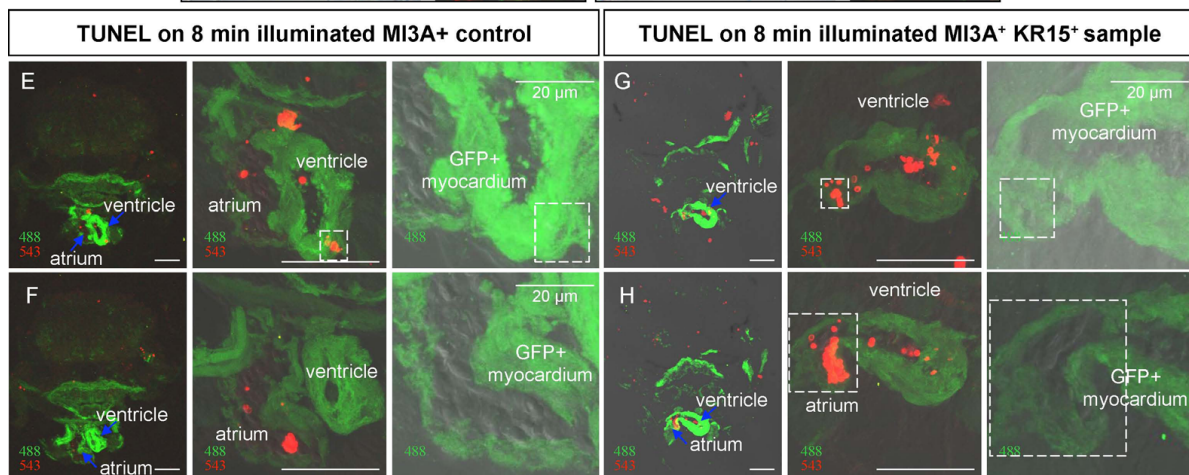 TUNEL on 8 min illuminated MI3A+ control
TUNEL on 8 min illuminated MI3A⁺ KR15⁺ sample
E
ventricle
488
543
atrium
ventricle
atrium
488
543
20 µm
GFP+
myocardium
488
G
ventricle
488
543
ventricle
488
543
20 µm
GFP+
myocardium
488
F
ventricle
488
543
atrium
ventricle
atrium
488
543
20 µm
GFP+
myocardium
488
H
ventricle
488
543
atrium
ventricle
atrium
488
543
20 µm
GFP+
myocardium
488